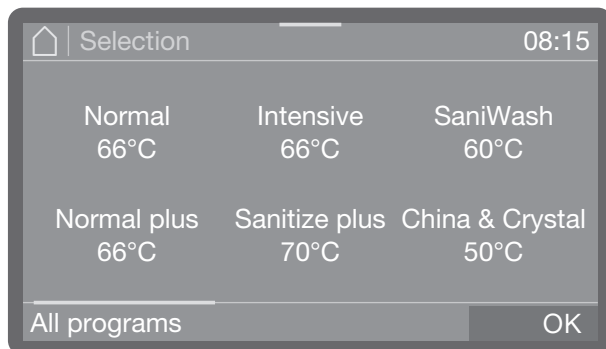 Selection 08:15
Normal Intensive SaniWash
66°C 66°C 60°C
Normal plus Sanitize plus China & Crystal
66°C 70°C 50°C
All programs OK